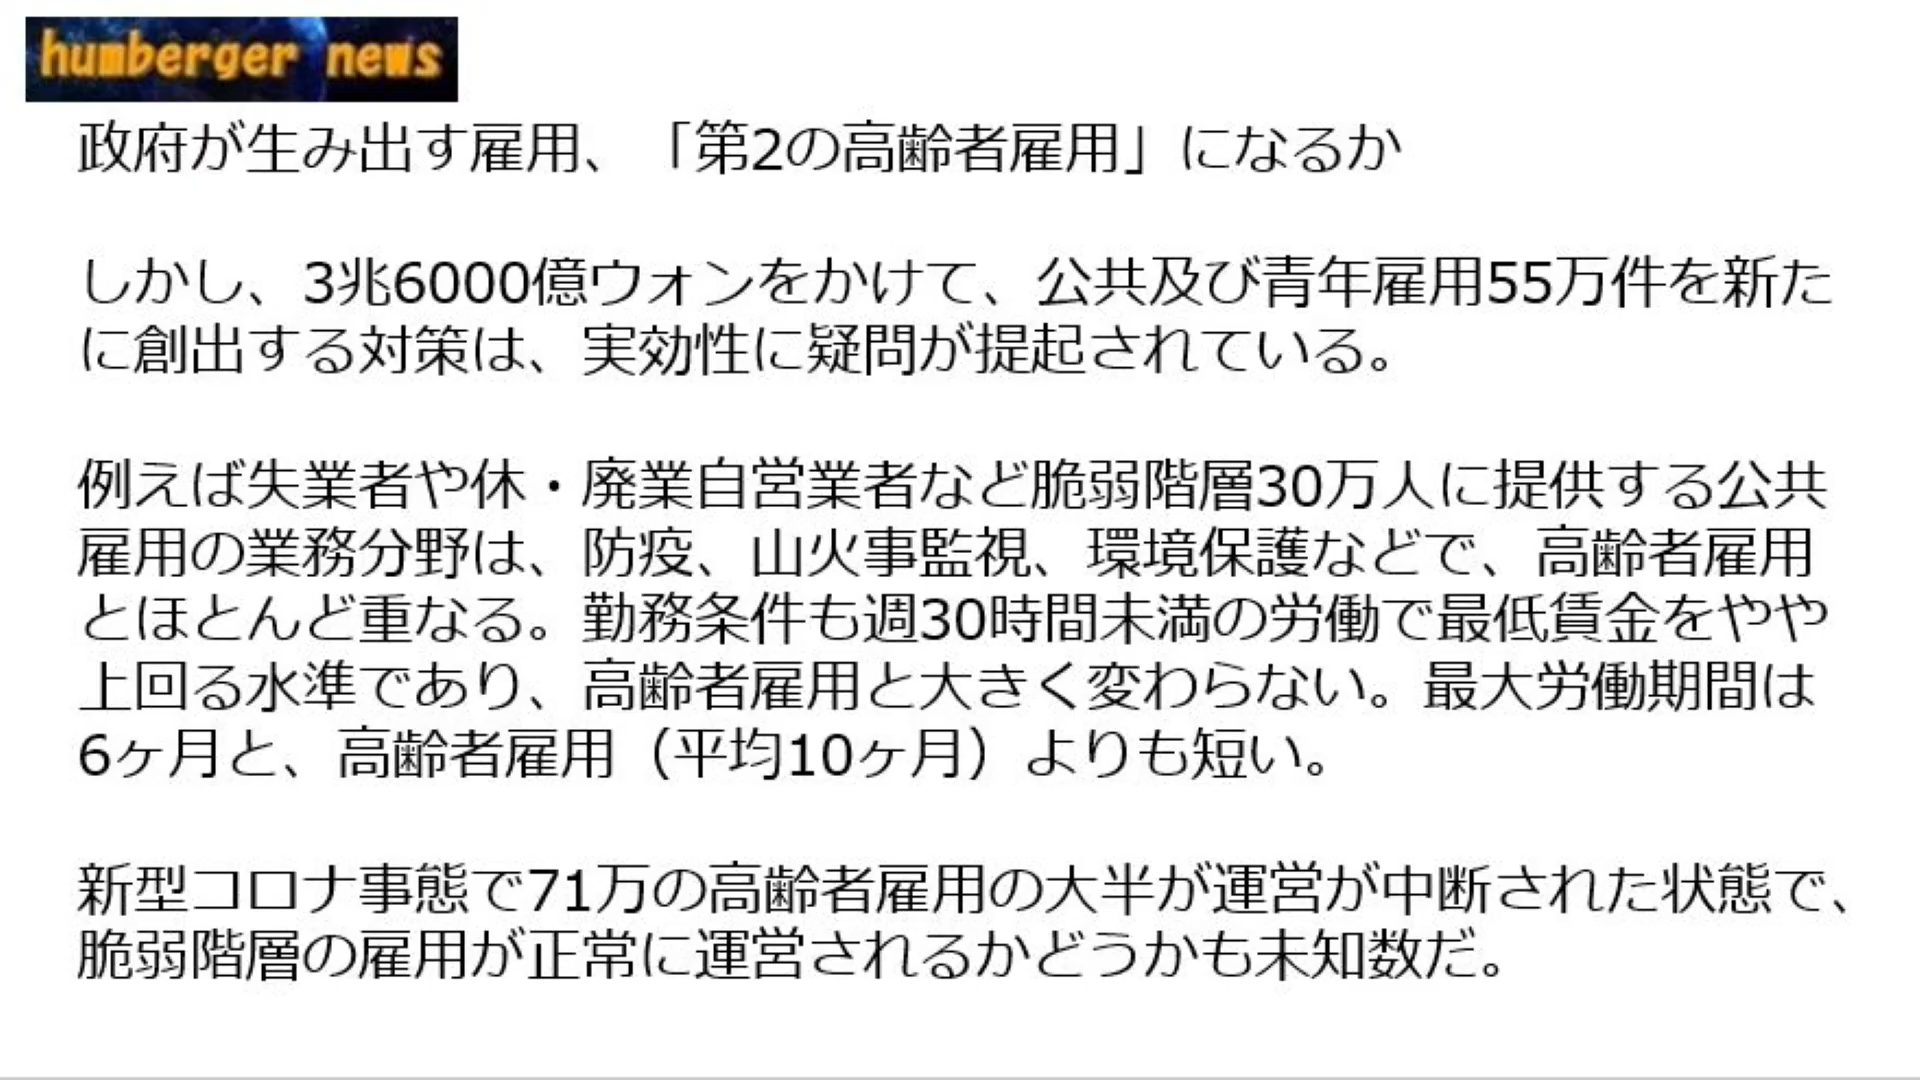 humberger news
政府が生み出す雇用、「第2の高齢者雇用」になるか
しかし、3兆6000億ウォンをかけて、公共及び青年雇用55万件を新た
に創出する対策は、実効性に疑問が提起されている。
例えば失業者や休・廃業自営業者など脆弱階層30万人に提供する公共
雇用の業務分野は、防疫、山火事監視、環境保護などで、高齢者雇用
とほとんど重なる。勤務条件も週30時間未満の労働で最低賃金をやや
上回る水準であり、高齢者雇用と大きく変わらない。最大労働期間は
6ヶ月と、高齢者雇用（平均10ヶ月）よりも短い。
新型コロナ事態で71万の高齢者雇用の大半が運営が中断された状態で、
脆弱階層の雇用が正常に運営されるかどうかも未知数だ。